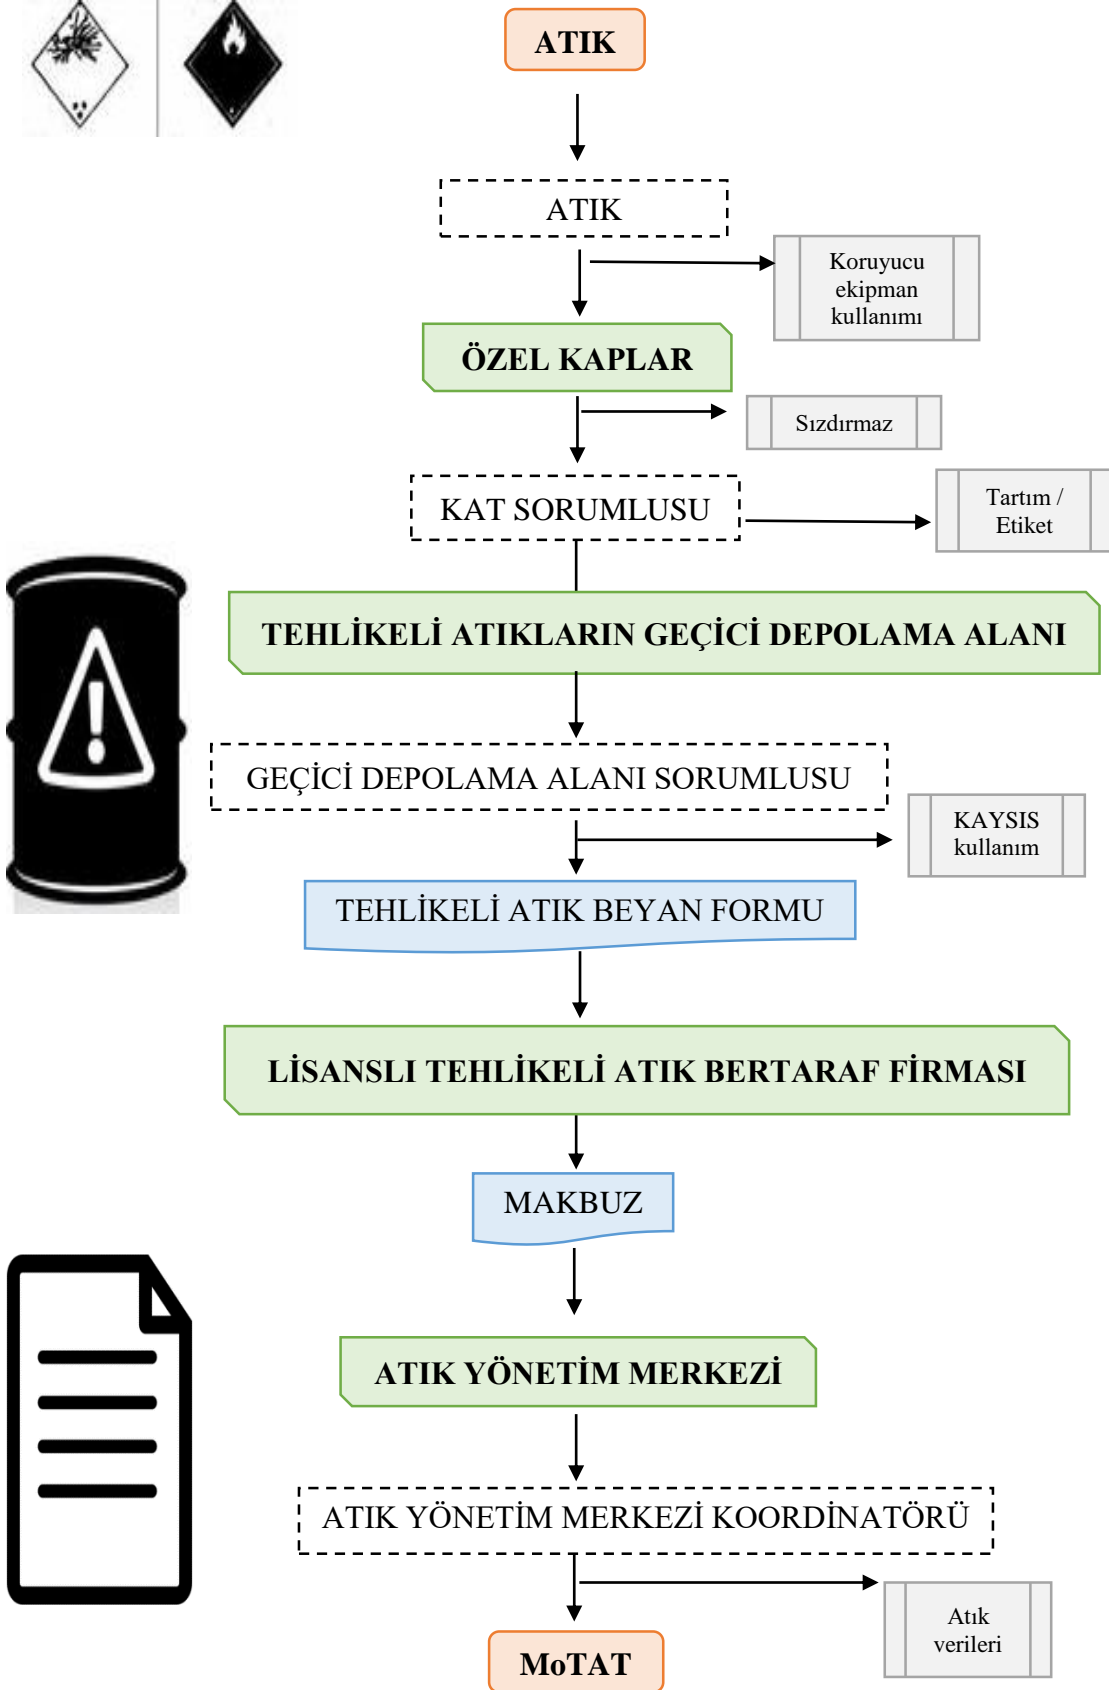 ATIK
ATIK
Koruyucu
ekipman
kullanımı
ÖZEL KAPLAR
Sızdırmaz
KAT SORUMLUSU
Tartım /
Etiket
TEHLİKELİ ATIKLARIN GEÇİCİ DEPOLAMA ALANI
GEÇİCİ DEPOLAMA ALANI SORUMLUSU
KAYSIS
kullanım
TEHLİKELİ ATIK BEYAN FORMU
LİSANSLI TEHLİKELİ ATIK BERTARAF FİRMASI
MAKBUZ
ATIK YÖNETİM MERKEZİ
ATIK YÖNETİM MERKEZİ KOORDİNATÖRÜ
Atık
verileri
MoTAT